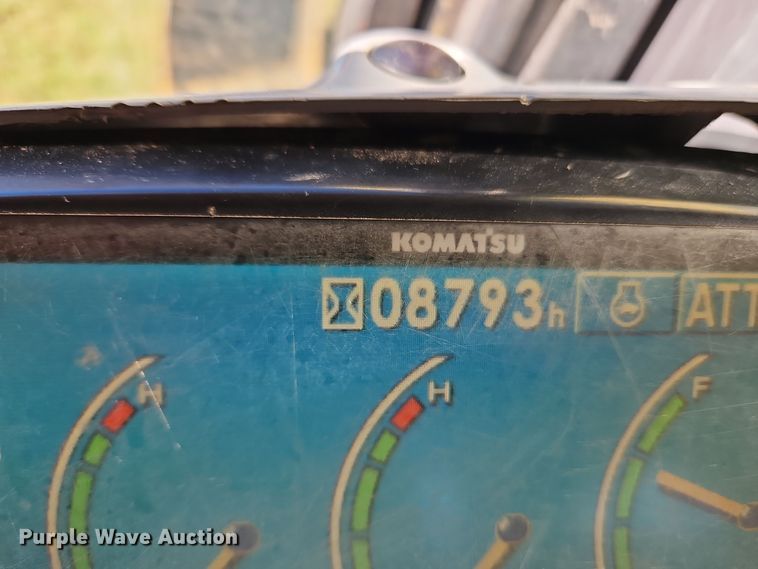 KOMATSU
08793h
ATT
H
H
F
Purple Wave Auction